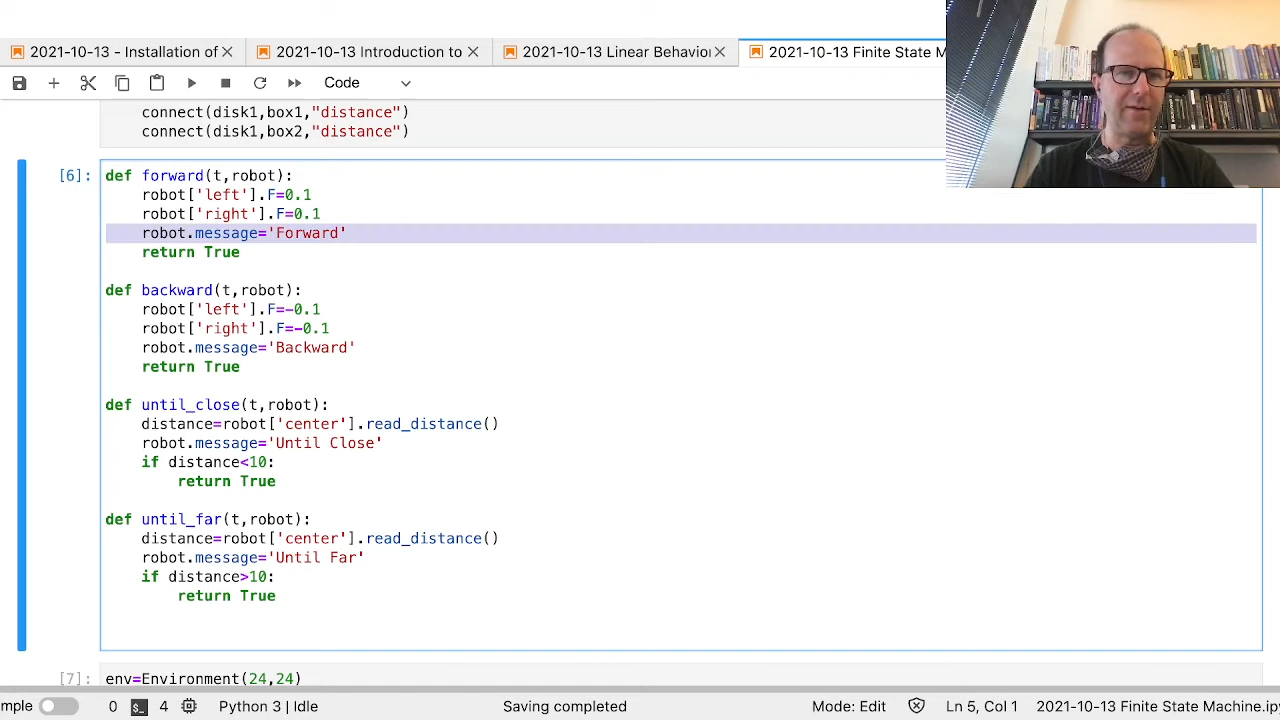 2021-10-13 - Installation of
2021-10-13 Introduction to
2021-10-13 Linear Behavior
2021-10-13 Finite State M
Code
connect(disk1,box1,"distance")
connect(disk1,box2,"distance")
[6]:
def forward(t,robot):
    robot['left'].F=0.1
    robot['right'].F=0.1
    robot.message='Forward'
    return True
def backward(t,robot):
    robot['left'].F=-0.1
    robot['right'].F=-0.1
    robot.message='Backward'
    return True
def until_close(t,robot):
    distance=robot['center'].read_distance()
    robot.message='Until Close'
    if distance<10:
        return True
def until_far(t,robot):
    distance=robot['center'].read_distance()
    robot.message='Until Far'
    if distance>10:
        return True
[7]:
env=Environment(24,24)
mple 0 $_ 4 Python 3 | Idle Saving completed Mode: Edit Ln 5, Col 1 2021-10-13 Finite State Machine.ip